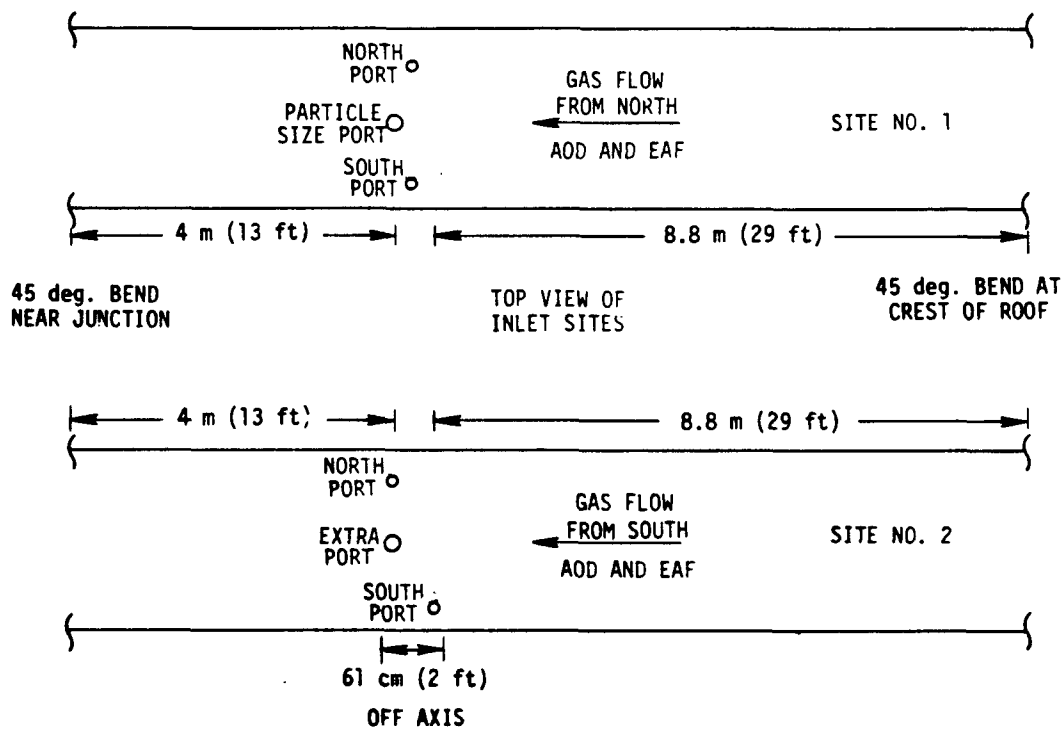 NORTH
PORT
PARTICLE
SIZE PORT
SOUTH
PORT
GAS FLOW
FROM NORTH
AOD AND EAF
SITE NO. 1
4 m (13 ft)
8.8 m (29 ft)
45 deg. BEND
NEAR JUNCTION
TOP VIEW OF
INLET SITES
45 deg. BEND AT
CREST OF ROOF
4 m (13 ft)
8.8 m (29 ft)
NORTH
PORT
EXTRA
PORT
SOUTH
PORT
GAS FLOW
FROM SOUTH
AOD AND EAF
SITE NO. 2
61 cm (2 ft)
OFF AXIS